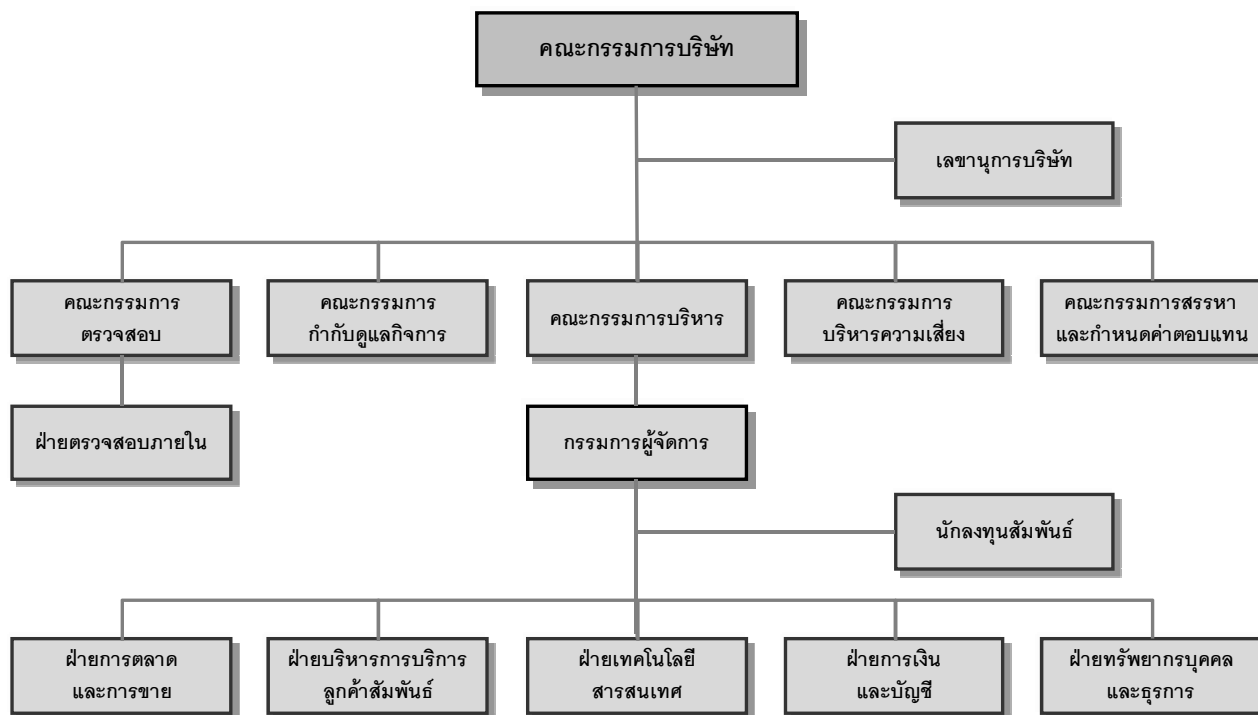 คณะกรรมการบริษัท
เลขานุการบริษัท
คณะกรรมการ
ตรวจสอบ
คณะกรรมการ
กำกับดูแลกิจการ
คณะกรรมการบริหาร
คณะกรรมการ
บริหารความเสี่ยง
คณะกรรมการสรรหา
และกำหนดค่าตอบแทน
ฝ่ายตรวจสอบภายใน
กรรมการผู้จัดการ
นักลงทุนสัมพันธ์
ฝ่ายการตลาด
และการขาย
ฝ่ายบริหารการบริการ
ลูกค้าสัมพันธ์
ฝ่ายเทคโนโลยี
สารสนเทศ
ฝ่ายการเงิน
และบัญชี
ฝ่ายทรัพยากรบุคคล
และธุรการ